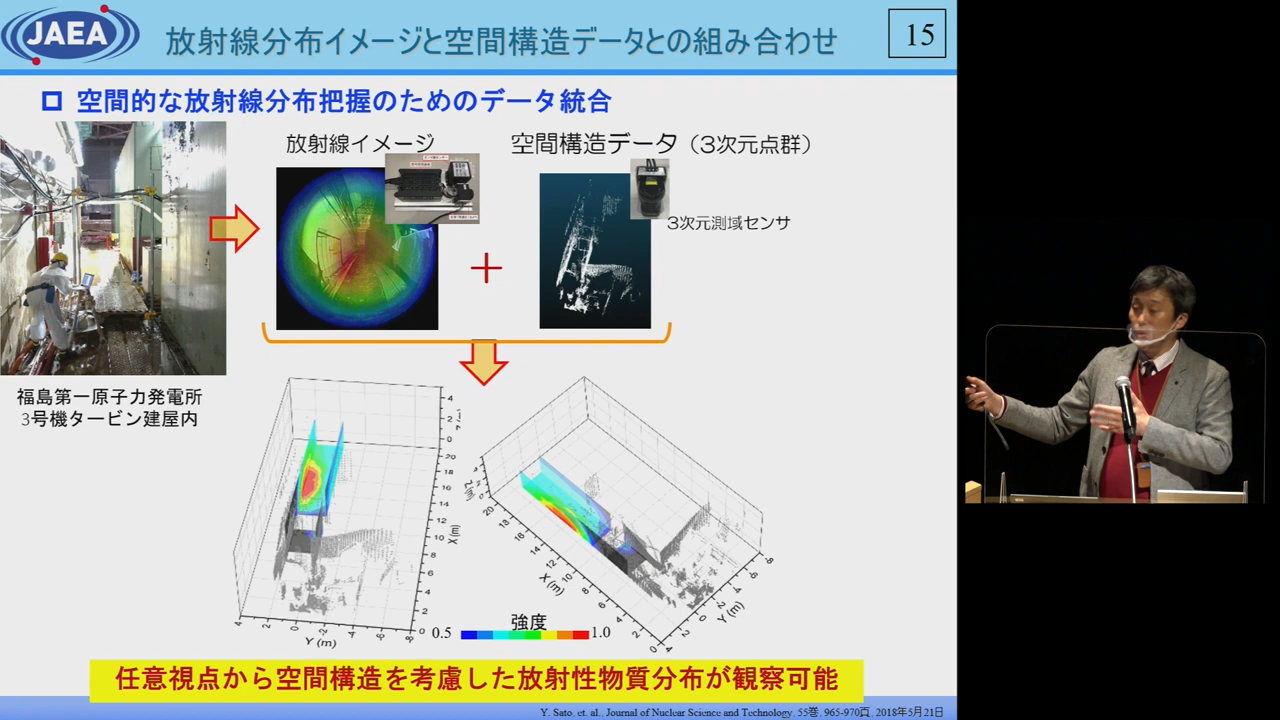 JAEA
放射線分布イメージと空間構造データとの組み合わせ
15
空間的な放射線分布把握のためのデータ統合
放射線イメージ
空間構造データ（3次元点群）
3次元測域センサ
＋
福島第一原子力発電所
3号機タービン建屋内
Y (m)
X (m)
X (m)
Y (m)
強度
0.5
1.0
任意視点から空間構造を考慮した放射性物質分布が観察可能
Y. Sato, et. al., Journal of Nuclear Science and Technology, 55巻, 965-970頁, 2018年5月21日